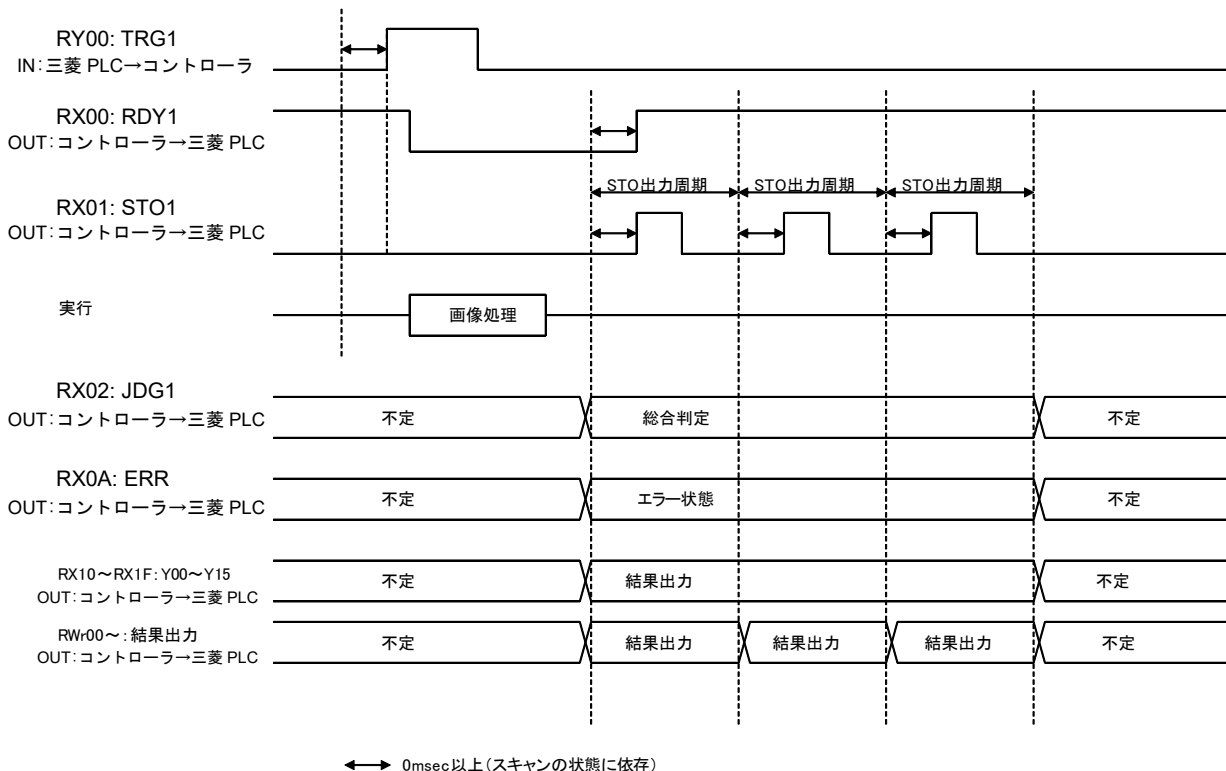 RY00: TRG1
IN:三菱 PLC→コントローラ
RX00: RDY1
OUT:コントローラ→三菱 PLC
STO出力周期 STO出力周期 STO出力周期
RX01: STO1
OUT:コントローラ→三菱 PLC
実行
画像処理
RX02: JDG1
OUT:コントローラ→三菱 PLC
不定 総合判定 不定
RX0A: ERR
OUT:コントローラ→三菱 PLC
不定 エラー状態 不定
RX10～RX1F:Y00～Y15
OUT:コントローラ→三菱 PLC
不定 結果出力 不定
RWr00～:結果出力
OUT:コントローラ→三菱 PLC
不定 結果出力 結果出力 結果出力 不定
0msec以上(スキャンの状態に依存)